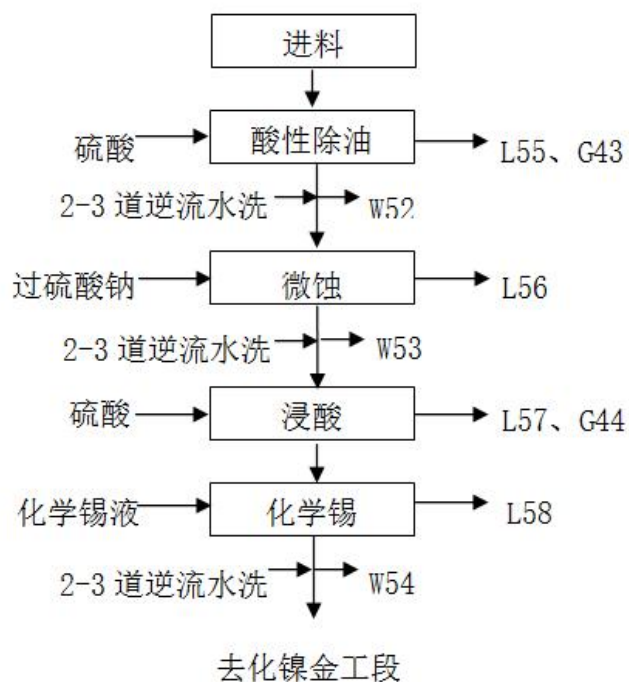 进料
硫酸
酸性除油
L55、G43
2-3 道逆流水洗
W52
过硫酸钠
微蚀
L56
2-3 道逆流水洗
W53
硫酸
浸酸
L57、G44
化学锡液
化学锡
L58
2-3 道逆流水洗
W54
去化镍金工段